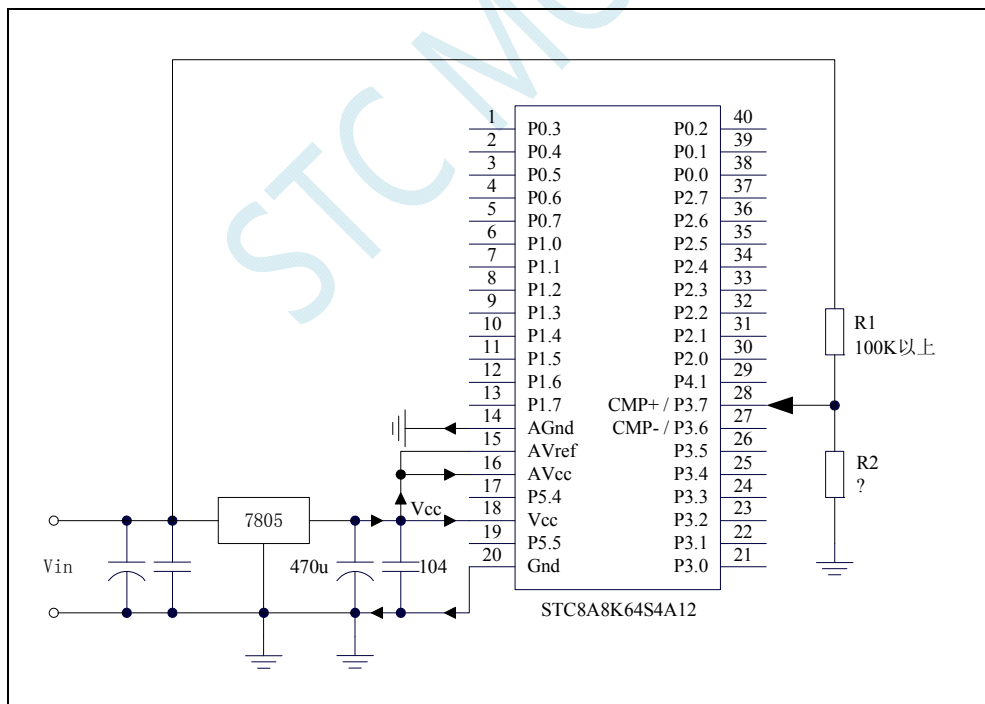 STC MC
1
P0.3
P0.2
40
2
P0.4
P0.1
39
3
P0.5
P0.0
38
4
P0.6
P2.7
37
5
P0.7
P2.6
36
6
P1.0
P2.5
35
7
P1.1
P2.4
34
8
P1.2
P2.3
33
9
P1.3
P2.2
32
10
P1.4
P2.1
31
11
P1.5
P2.0
30
12
P1.6
P4.1
29
13
P1.7
CMP+ / P3.7
28
14
AGnd
CMP- / P3.6
27
15
AVref
P3.5
26
16
AVcc
P3.4
25
17
P5.4
P3.3
24
18
Vcc
P3.2
23
19
P5.5
P3.1
22
20
Gnd
P3.0
21
R1
100K以上
R2
?
Vcc
7805
Vin
470u
104
STC8A8K64S4A12